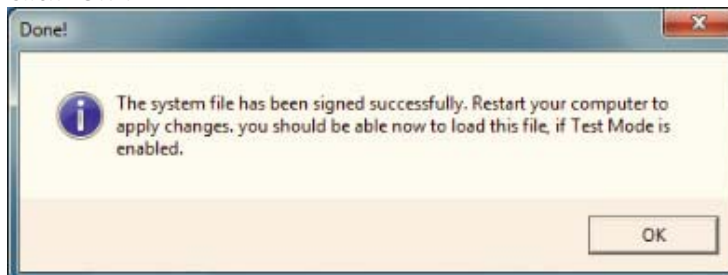 Done!
The system file has been signed successfully. Restart your computer to
apply changes. you should be able now to load this file, if Test Mode is
enabled.
OK